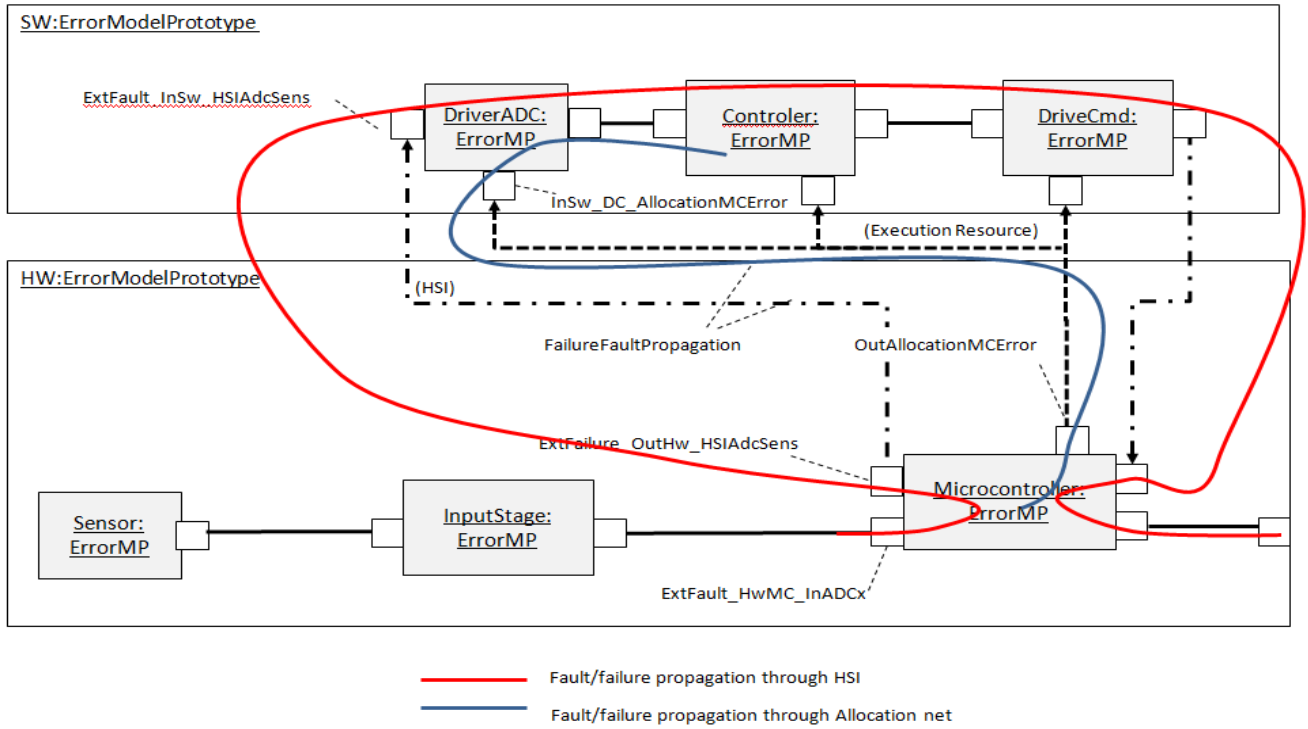 SW:ErrorModelPrototype
ExtFault_InSw_HSIAdcSens
DriverADC:
ErrorMP
Controler:
ErrorMP
DriveCmd:
ErrorMP
InSw_DC_AllocationMCError
(Execution Resource)
HW:ErrorModelPrototype
(HSI)
FailureFaultPropagation
OutAllocationMCError
ExtFailure_OutHw_HSIAdcSens
Sensor:
ErrorMP
InputStage:
ErrorMP
Microcontroller:
ErrorMP
ExtFault_HwMC_InADCx
Fault/failure propagation through HSI
Fault/failure propagation through Allocation net